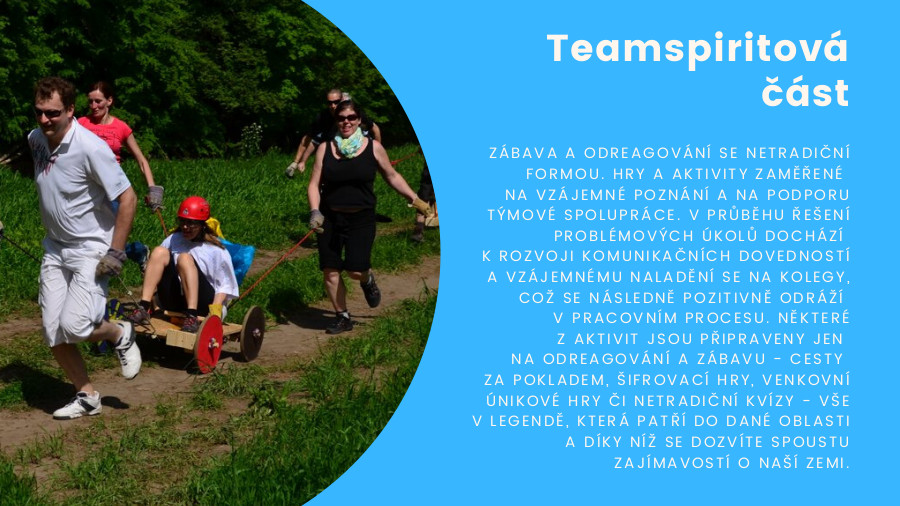 Teamspiritová
část
ZÁBAVA A ODREAGOVÁNÍ SE NETRADIČNÍ
FORMOU. HRY A AKTIVITY ZAMĚŘENÉ
NA VZÁJEMNÉ POZNÁNÍ A NA PODPORU
TÝMOVÉ SPOLUPRÁCE. V PRŮBĚHU ŘEŠENÍ
PROBLÉMOVÝCH ÚKOLŮ DOCHÁZÍ
K ROZVOJI KOMUNIKAČNÍCH DOVEDNOSTÍ
A VZÁJEMNÉMU NALADĚNÍ SE NA KOLEGY,
COŽ SE NÁSLEDNĚ POZITIVNĚ ODRÁŽÍ
V PRACOVNÍM PROCESU. NĚKTERÉ
Z AKTIVIT JSOU PŘIPRAVENY JEN
NA ODREAGOVÁNÍ A ZÁBAVU - CESTY
ZA POKLADEM, ŠIFROVACÍ HRY, VENKOVNÍ
ÚNIKOVÉ HRY ČI NETRADIČNÍ KVÍZY - VŠE
V LEGENDĚ, KTERÁ PATŘÍ DO DANÉ OBLASTI
A DÍKY NÍŽ SE DOZVÍTE SPOUSTU
ZAJÍMAVOSTÍ O NAŠÍ ZEMI.